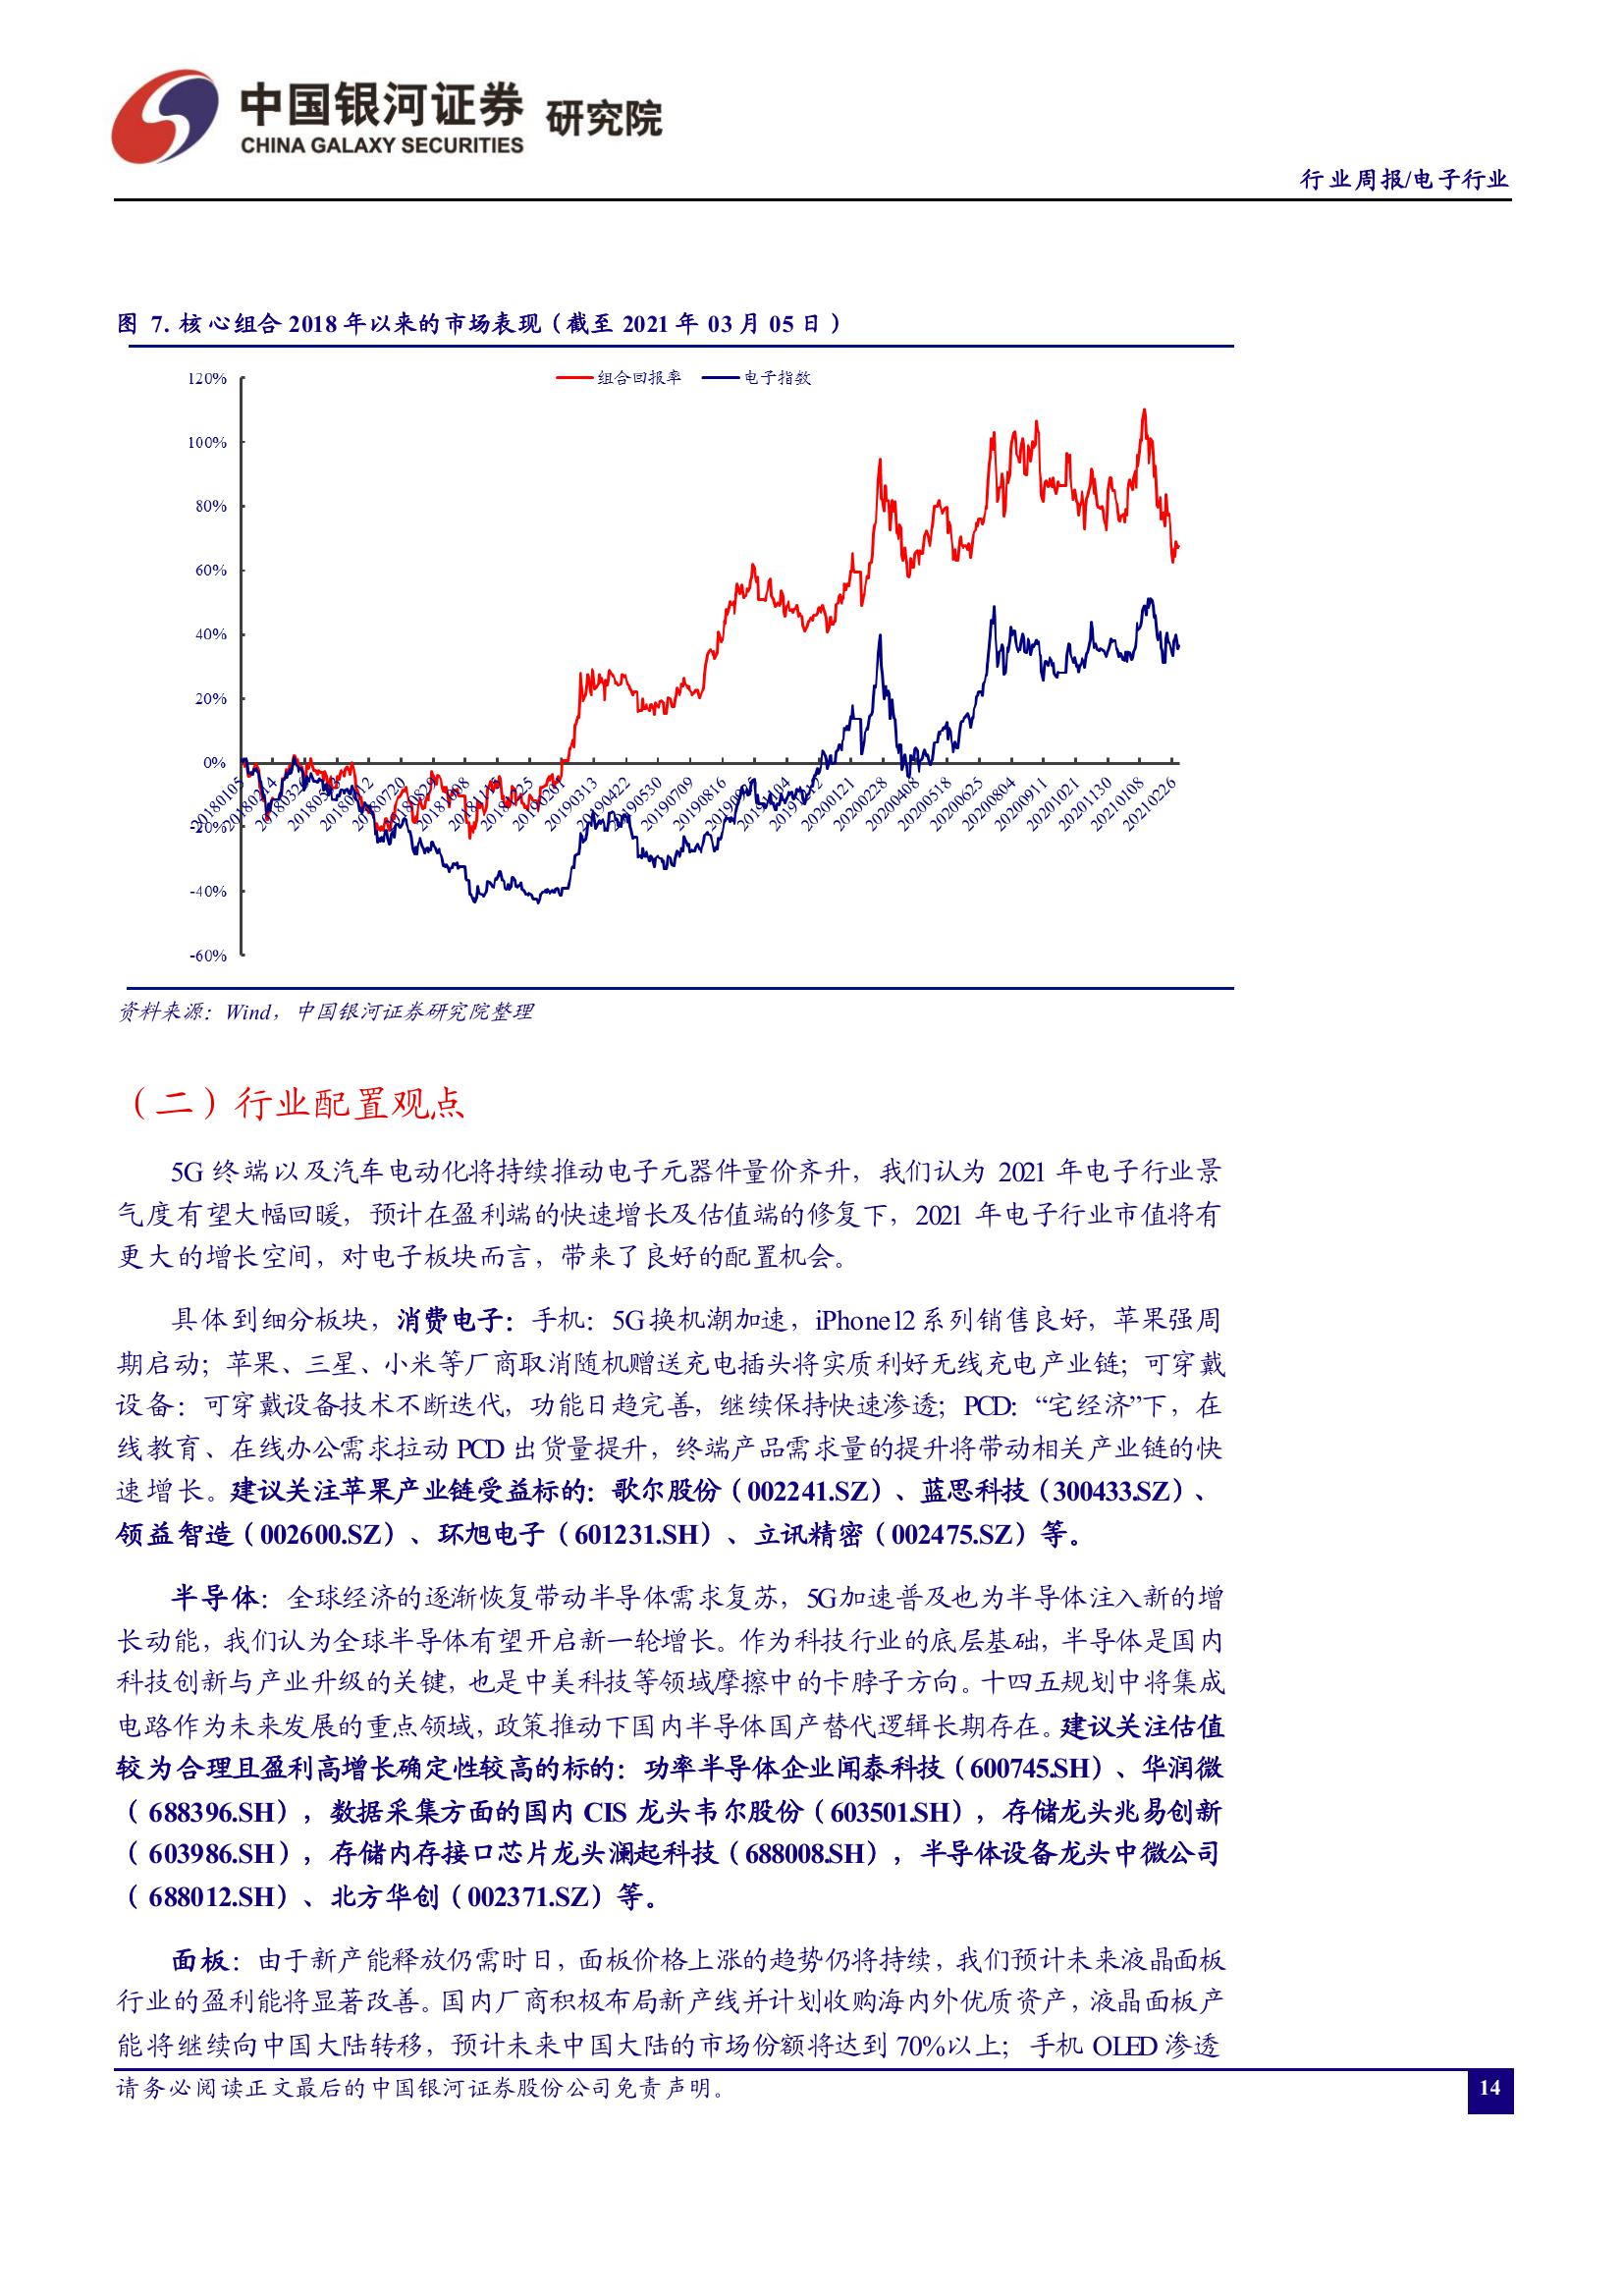 中国银河证券 研究院
CHINA GALAXY SECURITIES
行业周报/电子行业
图 7. 核心组合 2018 年以来的市场表现（截至 2021 年 03 月 05 日）
组合回报率 电子指数
120%
100%
80%
60%
40%
20%
0%
-20%
-40%
-60%
20180105 20180214 20180326 20180612 20180720 20180829 20190201 20190313 20190422 20190530 20190709 20190816 20191212 20200121 20200228 20200408 20200518 20200625 20200804 20200911 20201021 20201130 20210108 20210226
资料来源：Wind，中国银河证券研究院整理
（二）行业配置观点
5G 终端以及汽车电动化将持续推动电子元器件量价齐升，我们认为 2021 年电子行业景
气度有望大幅回暖，预计在盈利端的快速增长及估值端的修复下，2021 年电子行业市值将有
更大的增长空间，对电子板块而言，带来了良好的配置机会。
具体到细分板块，消费电子：手机：5G换机潮加速，iPhone12系列销售良好，苹果强周
期启动；苹果、三星、小米等厂商取消随机赠送充电插头将实质利好无线充电产业链；可穿戴
设备：可穿戴设备技术不断迭代，功能日趋完善，继续保持快速渗透；PCD：“宅经济”下，在
线教育、在线办公需求拉动 PCD 出货量提升，终端产品需求量的提升将带动相关产业链的快
速增长。建议关注苹果产业链受益标的：歌尔股份（002241.SZ）、蓝思科技（300433.SZ）、
领益智造（002600.SZ）、环旭电子（601231.SH）、立讯精密（002475.SZ）等。
半导体：全球经济的逐渐恢复带动半导体需求复苏，5G加速普及也为半导体注入新的增
长动能，我们认为全球半导体有望开启新一轮增长。作为科技行业的底层基础，半导体是国内
科技创新与产业升级的关键，也是中美科技等领域摩擦中的卡脖子方向。十四五规划中将集成
电路作为未来发展的重点领域，政策推动下国内半导体国产替代逻辑长期存在。建议关注估值
较为合理且盈利高增长确定性较高的标的：功率半导体企业闻泰科技（600745.SH）、华润微
（688396.SH），数据采集方面的国内 CIS 龙头韦尔股份（603501.SH），存储龙头兆易创新
（603986.SH），存储内存接口芯片龙头澜起科技（688008.SH），半导体设备龙头中微公司
（688012.SH）、北方华创（002371.SZ）等。
面板：由于新产能释放仍需时日，面板价格上涨的趋势仍将持续，我们预计未来液晶面板
行业的盈利能将显著改善。国内厂商积极布局新产线并计划收购海内外优质资产，液晶面板产
能将继续向中国大陆转移，预计未来中国大陆的市场份额将达到 70%以上；手机 OLED 渗透
请务必阅读正文最后的中国银河证券股份公司免责声明。
14